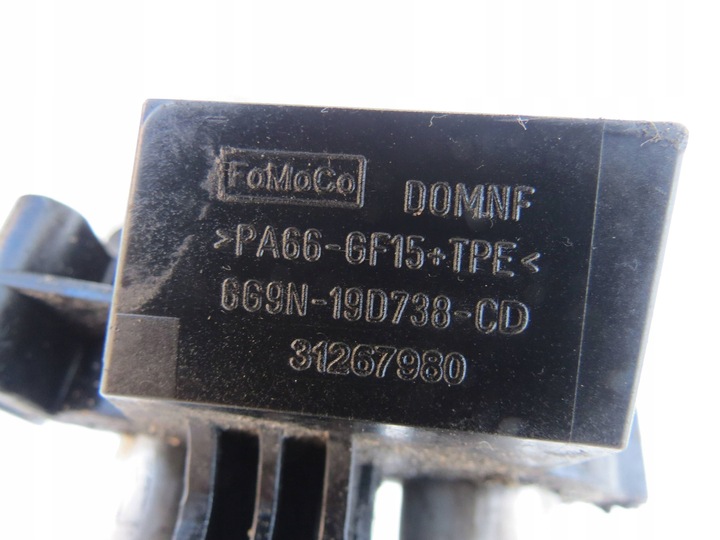 FoMoCo DOMNF
>PA66-GF15+TPE<
6G9N-19D738-CD
31267980